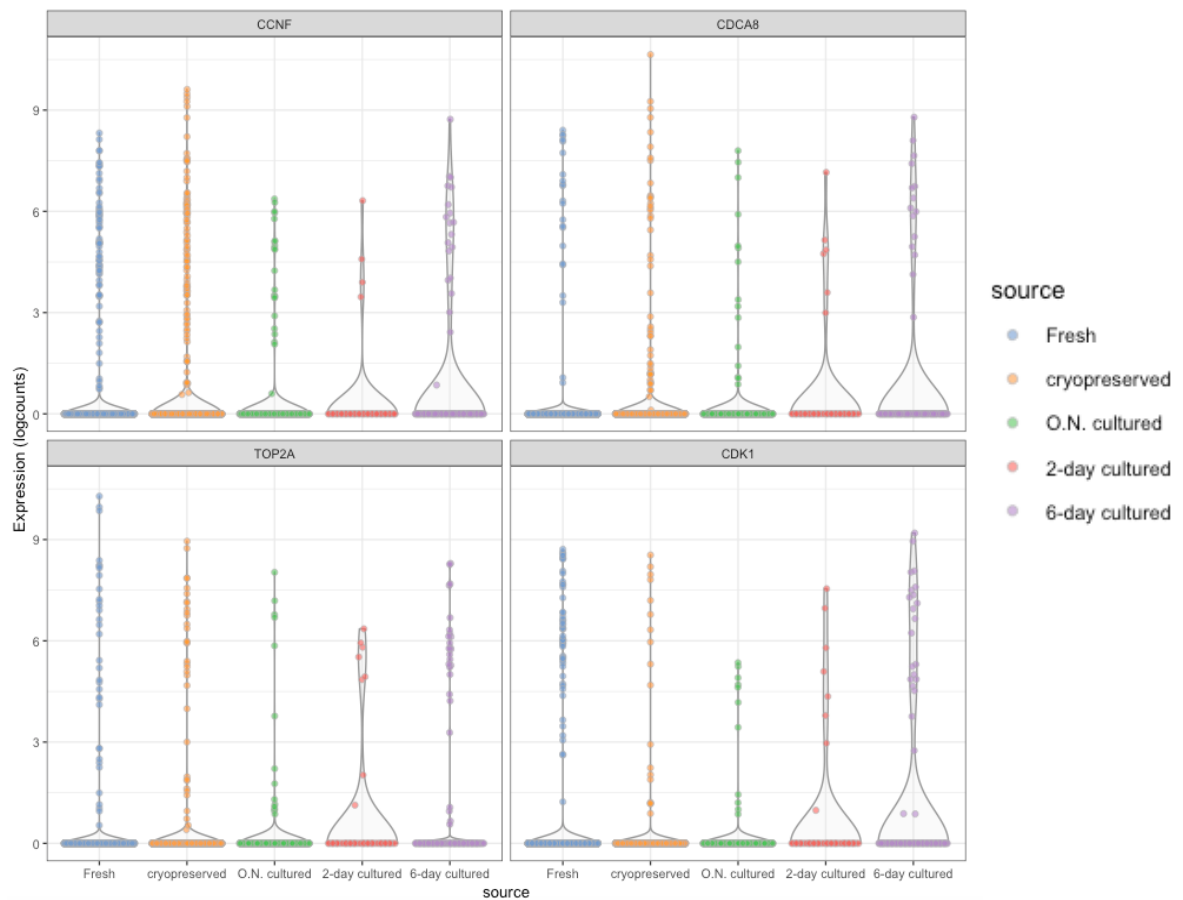 CCNF
CDCA8
9
6
3
0
TOP2A
CDK1
9
6
3
0
Expression (logcounts)
Fresh cryopreserved O.N. cultured 2-day cultured 6-day cultured
Fresh cryopreserved O.N. cultured 2-day cultured 6-day cultured
source
source
Fresh
cryopreserved
O.N. cultured
2-day cultured
6-day cultured